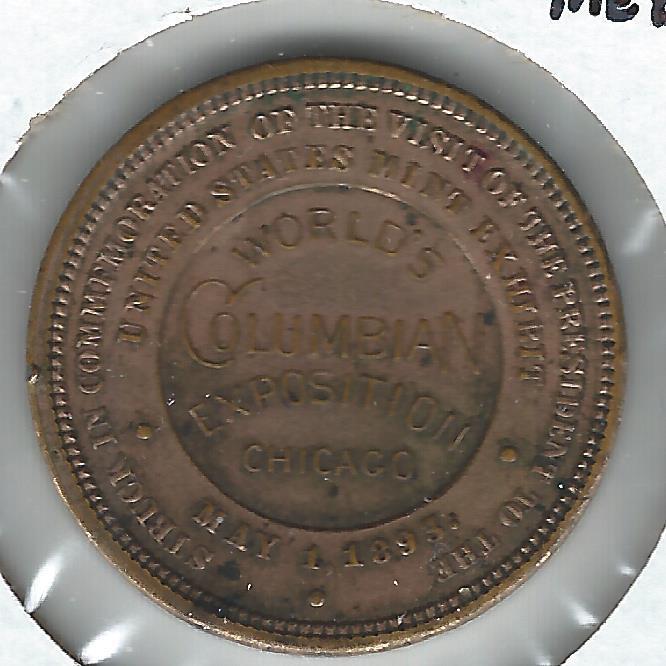 STRUCK IN COMMEMORATION OF THE VISIT OF THE PRESIDENT TO THE
UNITED STATES MINT EXHIBIT
WORLD'S
COLUMBIAN
EXPOSITION
CHICAGO
MAY 1, 1893.